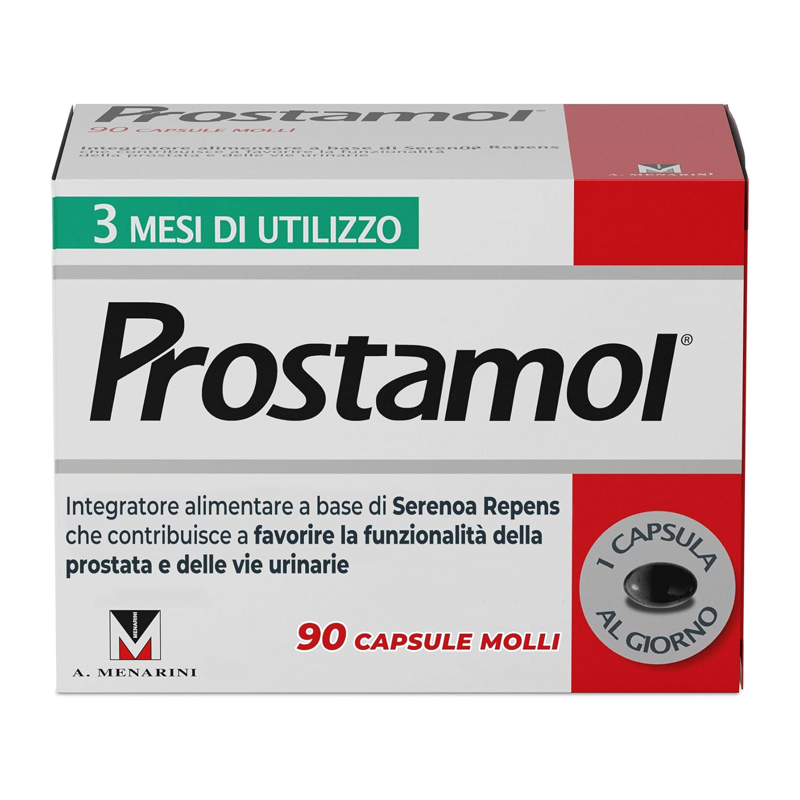 Prostamol®
90 CAPSULE MOLLI
Integratore alimentare a base di Serenoa Repens
che contribuisce a favorire la funzionalità
della prostata e delle vie urinarie
A. MENARINI
3 MESI DI UTILIZZO
Prostamol®
Integratore alimentare a base di Serenoa Repens
che contribuisce a favorire la funzionalità della
prostata e delle vie urinarie
1 CAPSULA
AL GIORNO
MENARINI
A. MENARINI
90 CAPSULE MOLLI